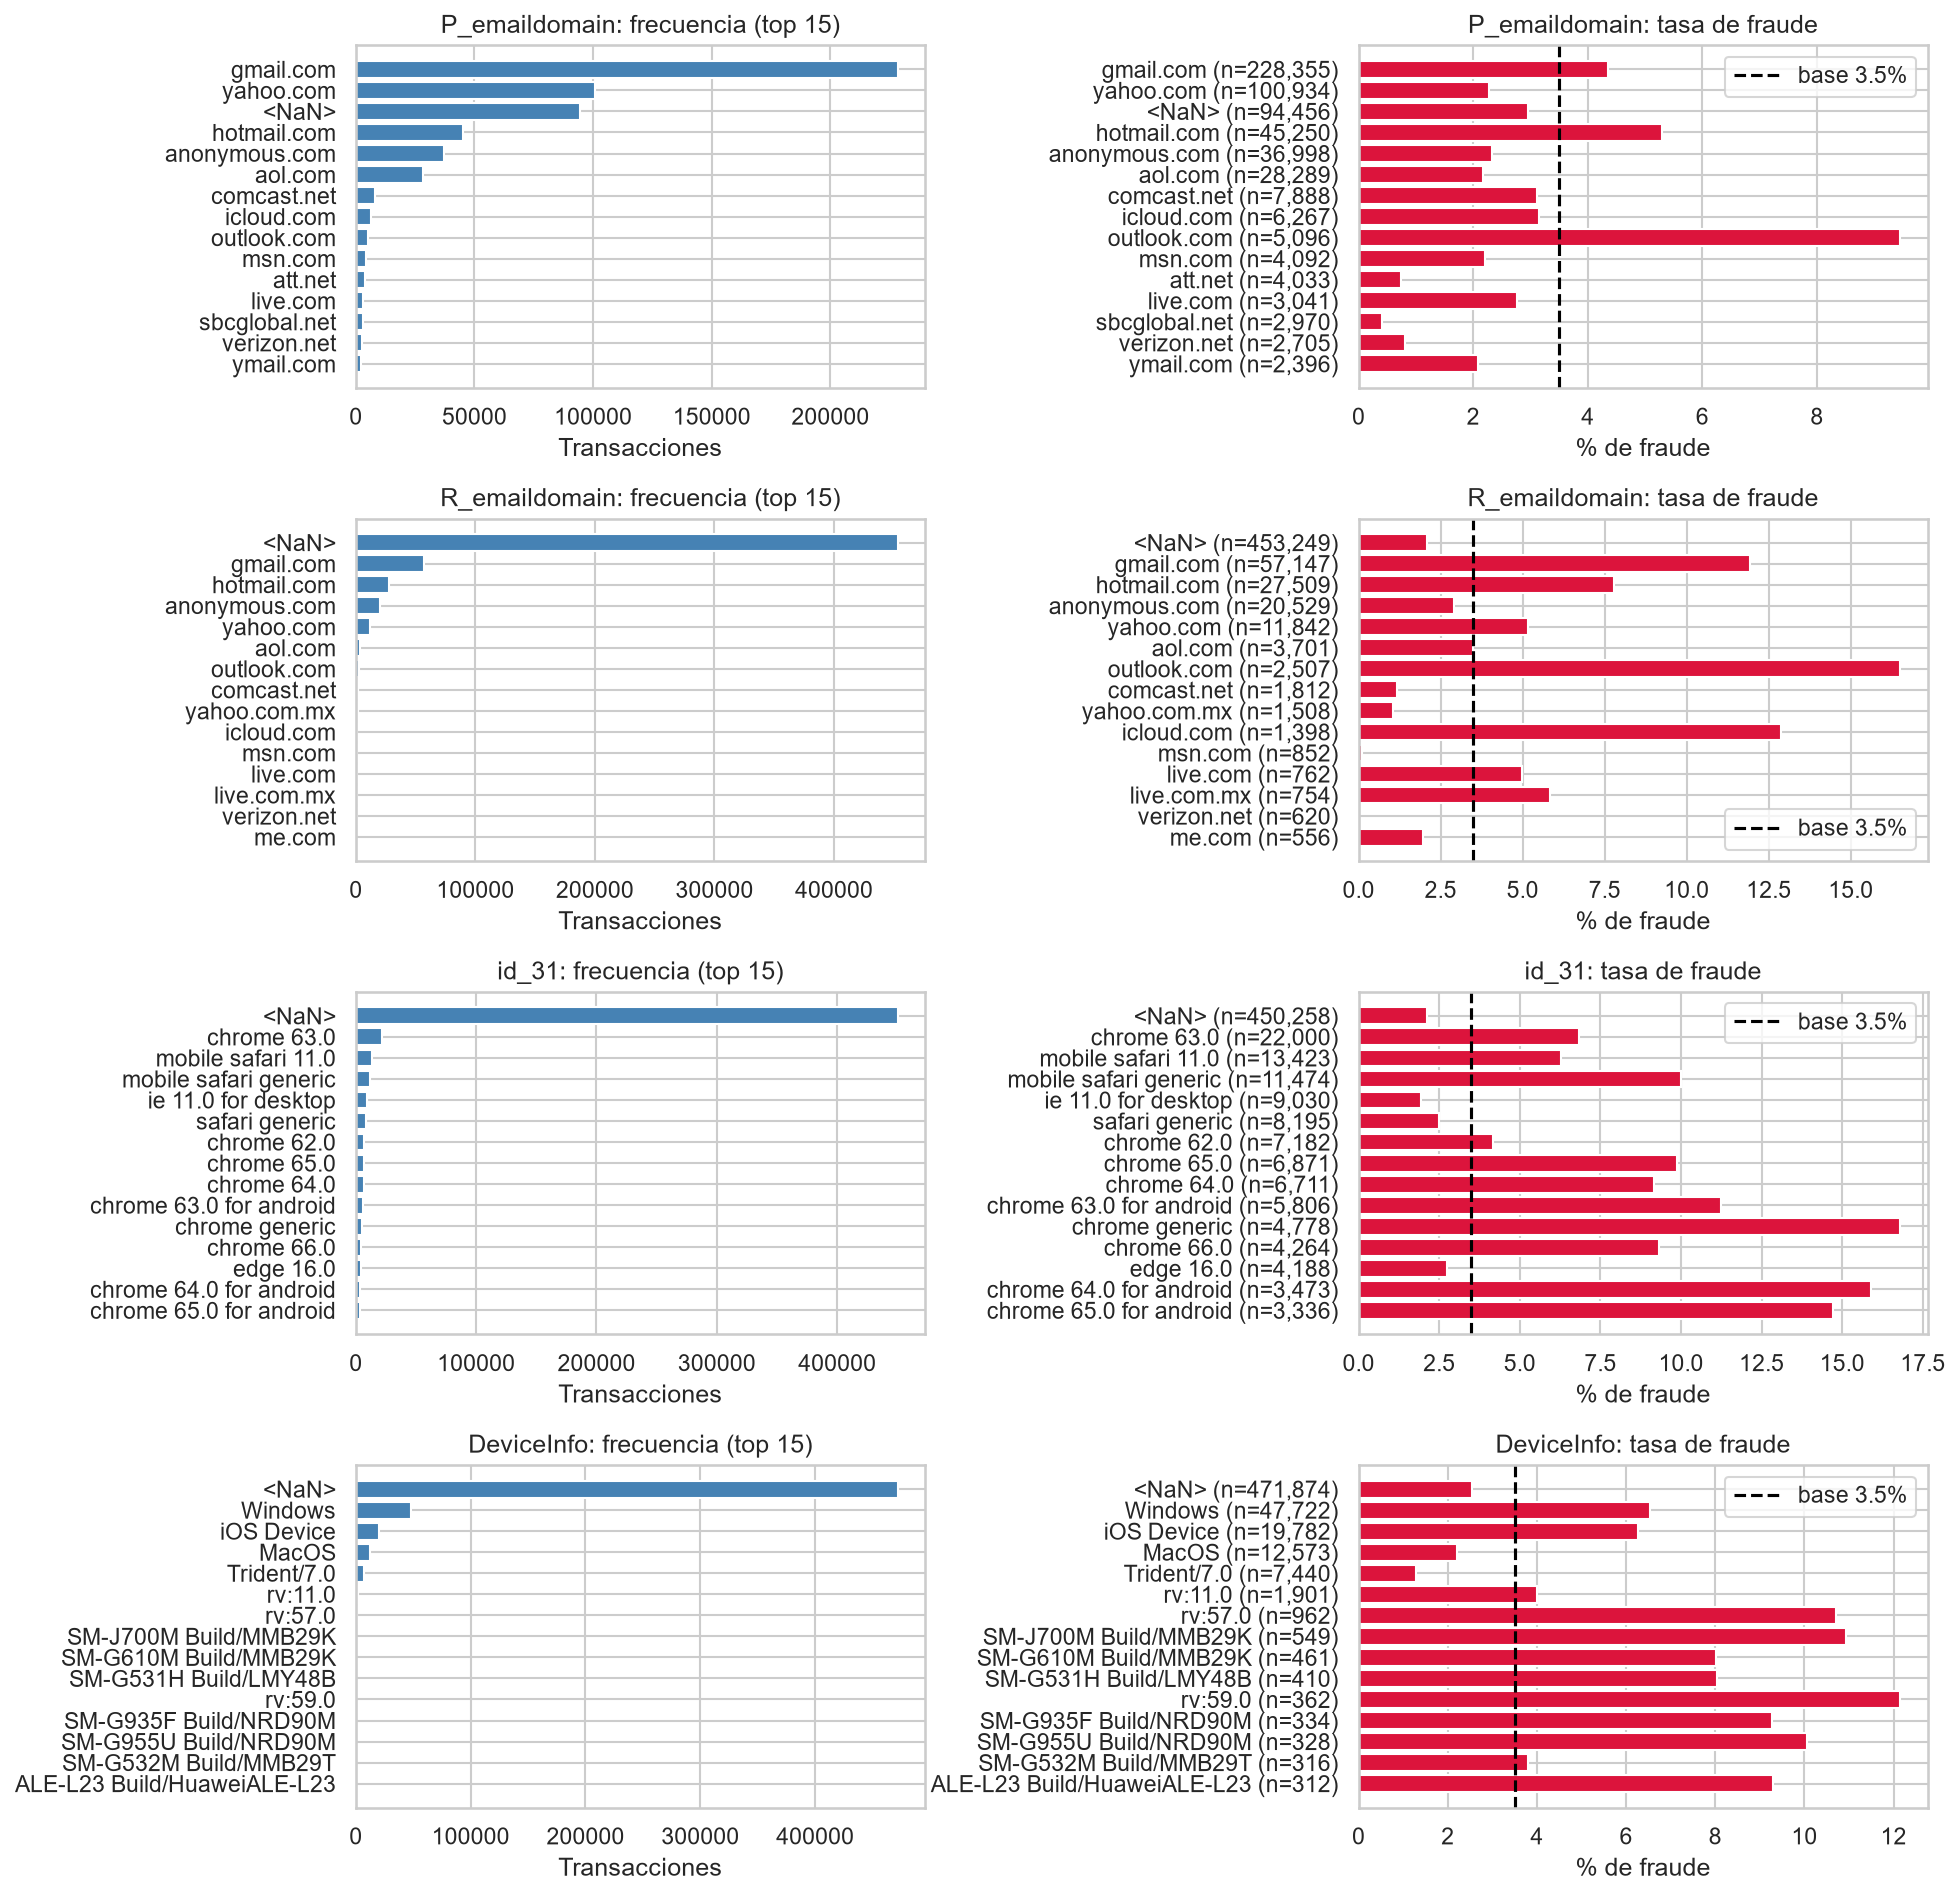 P_emaildomain: frecuencia (top 15)
gmail.com
yahoo.com
<NaN>
hotmail.com
anonymous.com
aol.com
comcast.net
icloud.com
outlook.com
msn.com
att.net
live.com
sbcglobal.net
verizon.net
ymail.com
0 50000 100000 150000 200000
Transacciones
P_emaildomain: tasa de fraude
gmail.com (n=228,355)
yahoo.com (n=100,934)
<NaN> (n=94,456)
hotmail.com (n=45,250)
anonymous.com (n=36,998)
aol.com (n=28,289)
comcast.net (n=7,888)
icloud.com (n=6,267)
outlook.com (n=5,096)
msn.com (n=4,092)
att.net (n=4,033)
live.com (n=3,041)
sbcglobal.net (n=2,970)
verizon.net (n=2,705)
ymail.com (n=2,396)
base 3.5%
0 2 4 6 8
% de fraude
R_emaildomain: frecuencia (top 15)
<NaN>
gmail.com
hotmail.com
anonymous.com
yahoo.com
aol.com
outlook.com
comcast.net
yahoo.com.mx
icloud.com
msn.com
live.com
live.com.mx
verizon.net
me.com
0 100000 200000 300000 400000
Transacciones
R_emaildomain: tasa de fraude
<NaN> (n=453,249)
gmail.com (n=57,147)
hotmail.com (n=27,509)
anonymous.com (n=20,529)
yahoo.com (n=11,842)
aol.com (n=3,701)
outlook.com (n=2,507)
comcast.net (n=1,812)
yahoo.com.mx (n=1,508)
icloud.com (n=1,398)
msn.com (n=852)
live.com (n=762)
live.com.mx (n=754)
verizon.net (n=620)
me.com (n=556)
base 3.5%
0.0 2.5 5.0 7.5 10.0 12.5 15.0
% de fraude
id_31: frecuencia (top 15)
<NaN>
chrome 63.0
mobile safari 11.0
mobile safari generic
ie 11.0 for desktop
safari generic
chrome 62.0
chrome 65.0
chrome 64.0
chrome 63.0 for android
chrome generic
chrome 66.0
edge 16.0
chrome 64.0 for android
chrome 65.0 for android
0 100000 200000 300000 400000
Transacciones
id_31: tasa de fraude
<NaN> (n=450,258)
chrome 63.0 (n=22,000)
mobile safari 11.0 (n=13,423)
mobile safari generic (n=11,474)
ie 11.0 for desktop (n=9,030)
safari generic (n=8,195)
chrome 62.0 (n=7,182)
chrome 65.0 (n=6,871)
chrome 64.0 (n=6,711)
chrome 63.0 for android (n=5,806)
chrome generic (n=4,778)
chrome 66.0 (n=4,264)
edge 16.0 (n=4,188)
chrome 64.0 for android (n=3,473)
chrome 65.0 for android (n=3,336)
base 3.5%
0.0 2.5 5.0 7.5 10.0 12.5 15.0 17.5
% de fraude
DeviceInfo: frecuencia (top 15)
<NaN>
Windows
iOS Device
MacOS
Trident/7.0
rv:11.0
rv:57.0
SM-J700M Build/MMB29K
SM-G610M Build/MMB29K
SM-G531H Build/LMY48B
rv:59.0
SM-G935F Build/NRD90M
SM-G955U Build/NRD90M
SM-G532M Build/MMB29T
ALE-L23 Build/HuaweiALE-L23
0 100000 200000 300000 400000
Transacciones
DeviceInfo: tasa de fraude
<NaN> (n=471,874)
Windows (n=47,722)
iOS Device (n=19,782)
MacOS (n=12,573)
Trident/7.0 (n=7,440)
rv:11.0 (n=1,901)
rv:57.0 (n=962)
SM-J700M Build/MMB29K (n=549)
SM-G610M Build/MMB29K (n=461)
SM-G531H Build/LMY48B (n=410)
rv:59.0 (n=362)
SM-G935F Build/NRD90M (n=334)
SM-G955U Build/NRD90M (n=328)
SM-G532M Build/MMB29T (n=316)
ALE-L23 Build/HuaweiALE-L23 (n=312)
base 3.5%
0 2 4 6 8 10 12
% de fraude